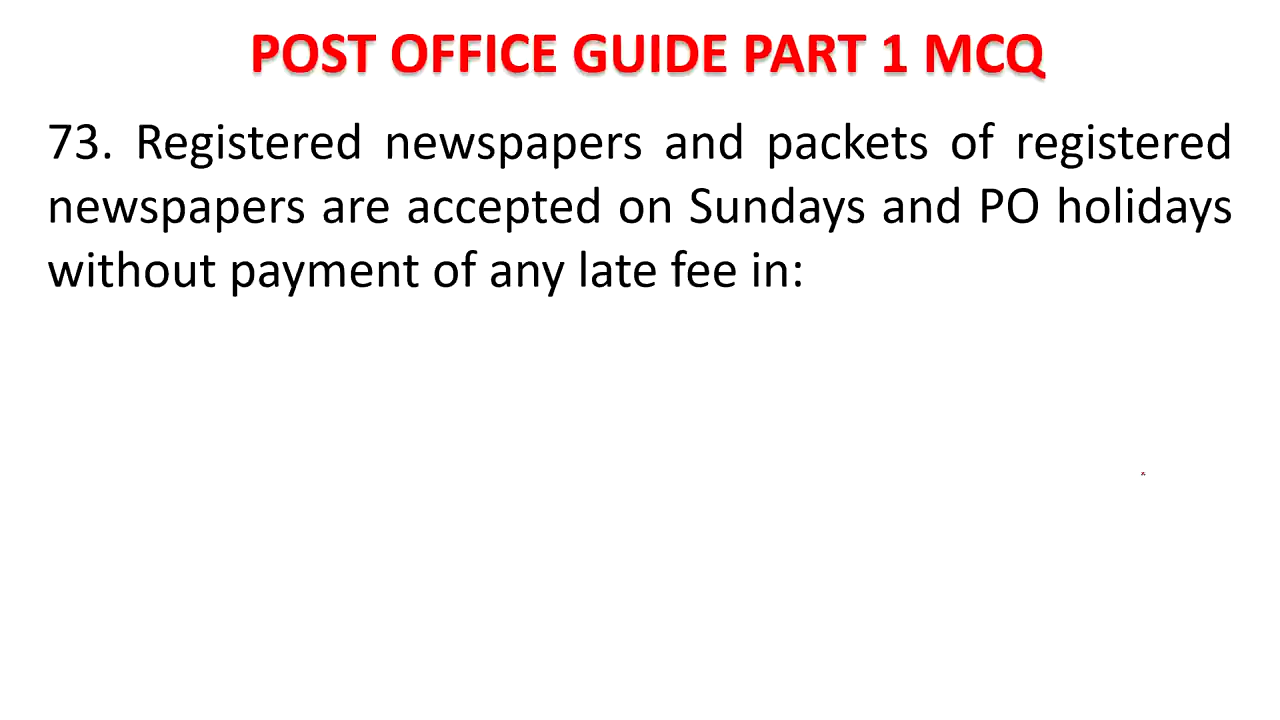 POST OFFICE GUIDE PART 1 MCQ
73. Registered newspapers and packets of registered
newspapers are accepted on Sundays and PO holidays
without payment of any late fee in: